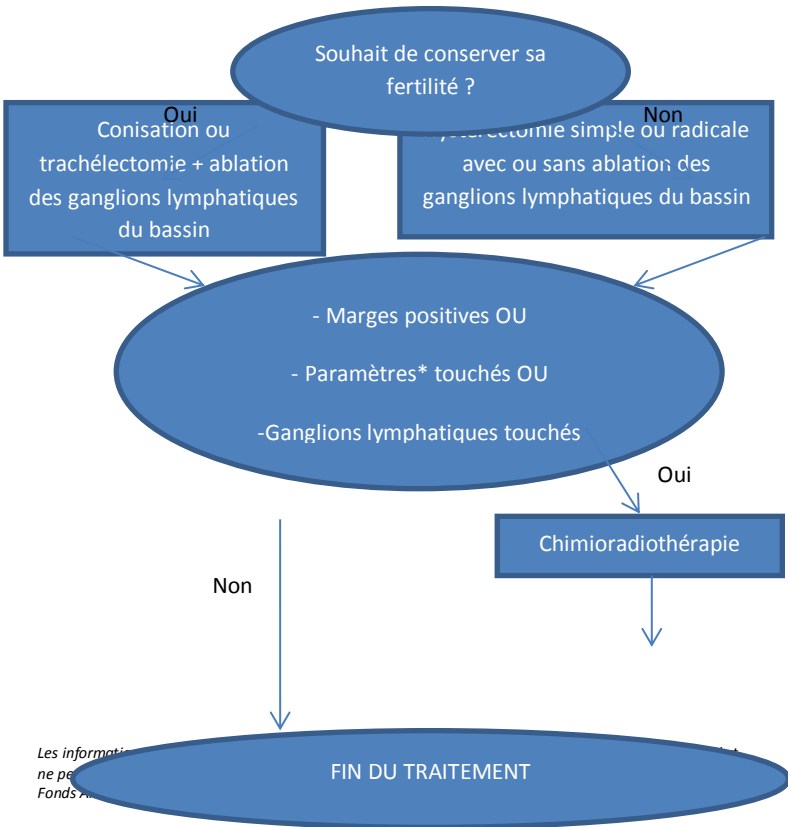 Souhait de conserver sa
fertilité ?
Oui
Non
Conisation ou
trachélectomie + ablation
des ganglions lymphatiques
du bassin
simple ou radicale
avec ou sans ablation des
ganglions lymphatiques du bassin
- Marges positives OU
- Paramètres* touchés OU
-Ganglions lymphatiques touchés
Oui
Chimioradiothérapie
Non
Les
ne
Fonds
FIN DU TRAITEMENT